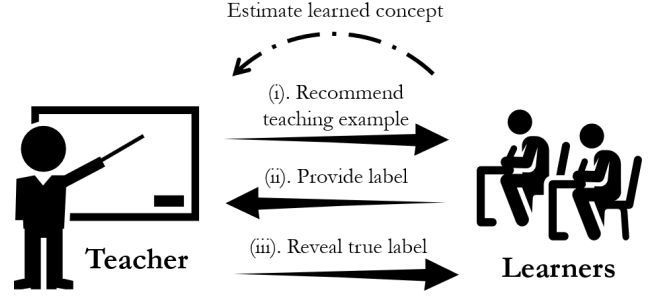 Estimate learned concept
(i). Recommend
teaching example
(ii). Provide label
(iii). Reveal true label
Teacher
Learners